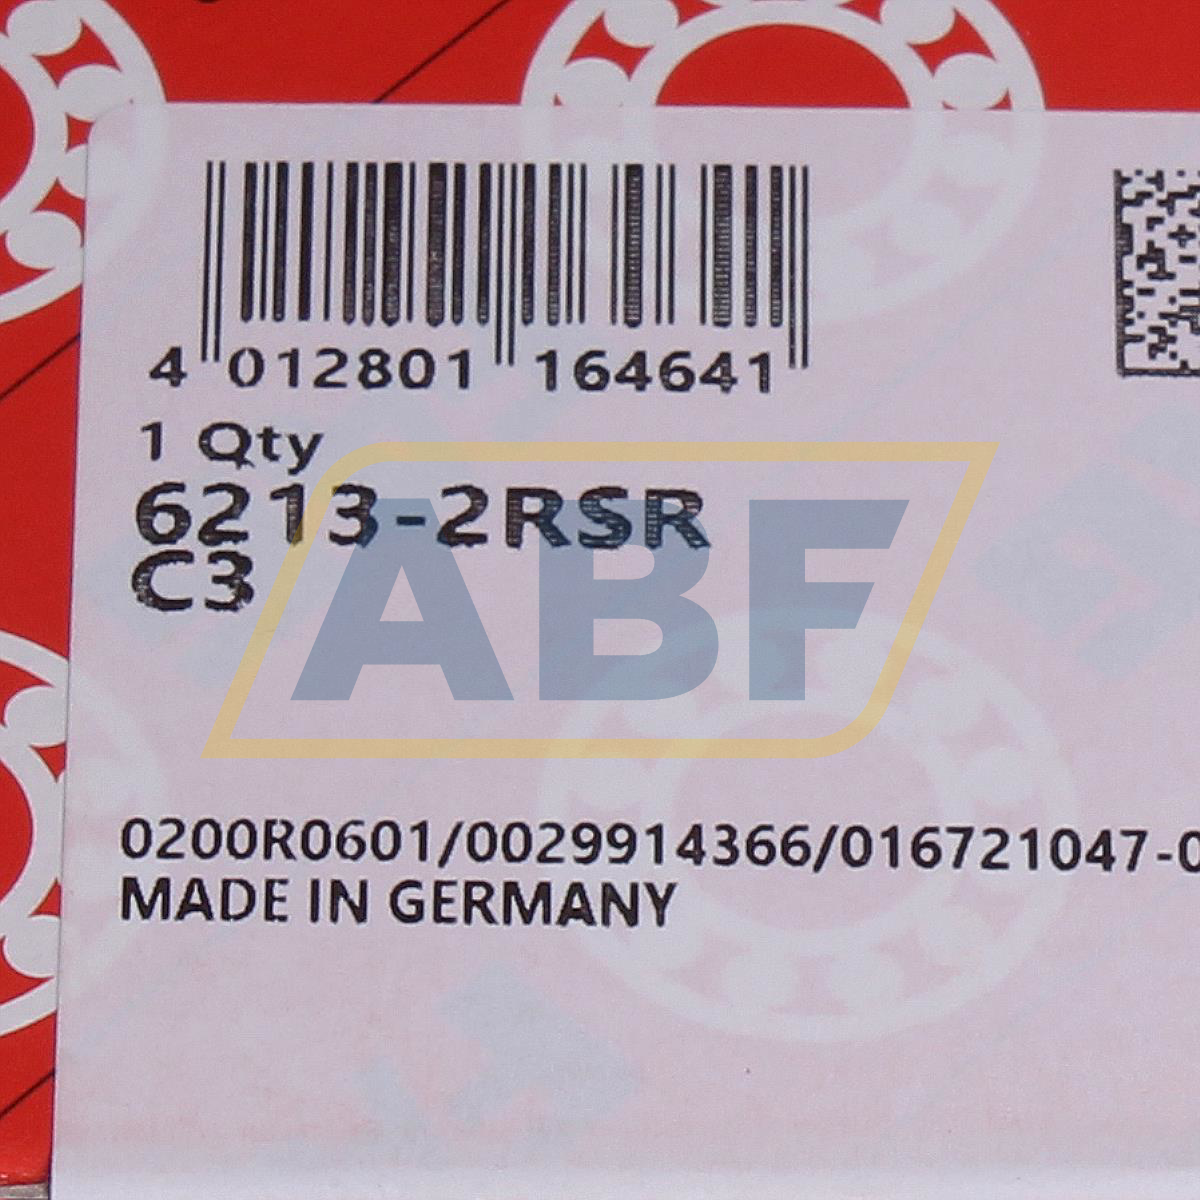 4 012801 164641
1 Qty
6213-2RSR
C3
ABF
0200R0601/0029914366/016721047-0
MADE IN GERMANY